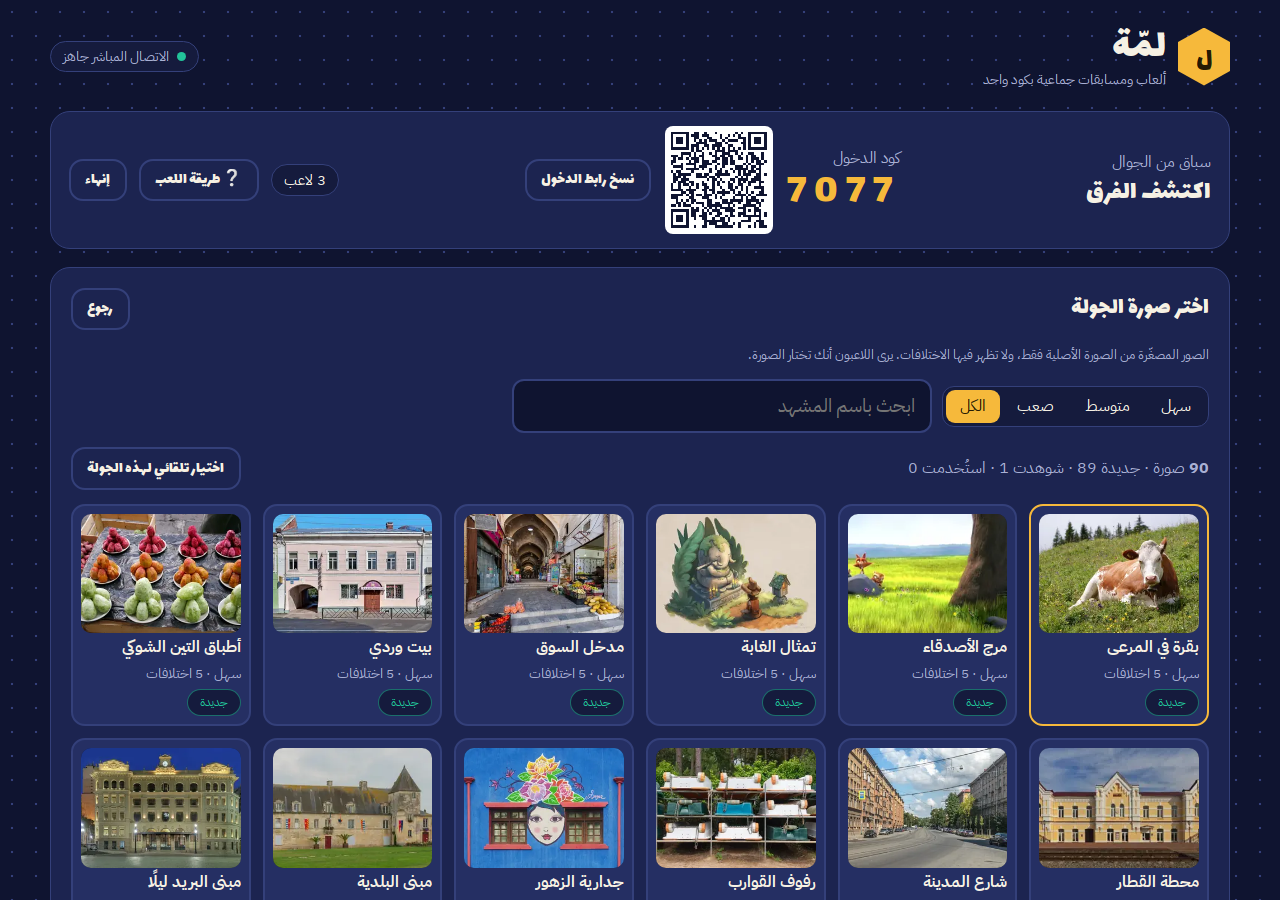 ل
لمّة
ألعاب ومسابقات جماعية بكود واحد
الاتصال المباشر جاهز
سباق من الجوال
اكتشف الفرق
كود الدخول
7077
نسخ رابط الدخول
3 لاعب
❔ طريقة اللعب
إنهاء
اختر صورة الجولة
رجوع
الصور المصغّرة من الصورة الأصلية فقط، ولا تظهر فيها الاختلافات. يرى اللاعبون أنك تختار الصورة.
سهل
متوسط
صعب
الكل
ابحث باسم المشهد
90 صورة · جديدة 89 · شوهدت 1 · استُخدمت 0
اختيار تلقائي لهذه الجولة
بقرة في المرعى
سهل · 5 اختلافات
جديدة
مرج الأصدقاء
سهل · 5 اختلافات
جديدة
تمثال الغابة
سهل · 5 اختلافات
جديدة
مدخل السوق
سهل · 5 اختلافات
جديدة
بيت وردي
سهل · 5 اختلافات
جديدة
أطباق التين الشوكي
سهل · 5 اختلافات
جديدة
محطة القطار
شارع المدينة
رفوف القوارب
جدارية الزهور
مبنى البلدية
مبنى البريد ليلًا